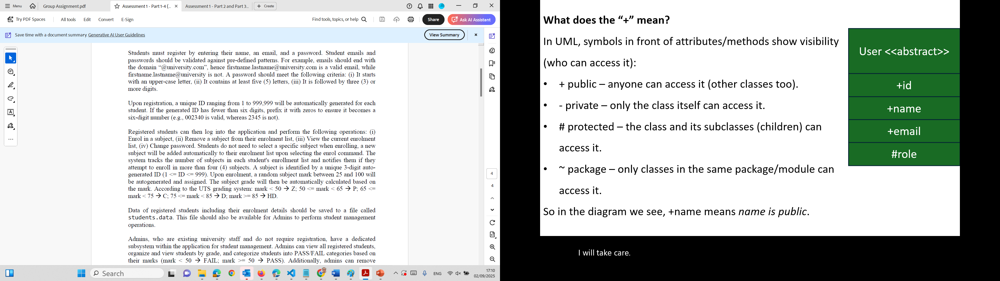 Menu
Group Assignment.pdf
Assessment 1 - Part 1-4 (...
Assessment 1 - Part 2 and Part 3...
+ Create
Try PDF Spaces
All tools
Edit
Convert
E-Sign
Find tools, topics, or help
Share
Ask AI Assistant
Save time with a document summary. Generative AI User Guidelines
View Summary
Students must register by entering their name, an email, and a password. Student emails and
passwords should be validated against pre-defined patterns. For example, emails should end with
the domain “@university.com”, hence firstname.lastname@university.com is a valid email, while
firstname.lastname@university is not. A password should meet the following criteria: (i) It starts
with an upper-case letter, (ii) It contains at least five (5) letters, (iii) It is followed by three (3) or
more digits.
Upon registration, a unique ID ranging from 1 to 999,999 will be automatically generated for each
student. If the generated ID has fewer than six digits, prefix it with zeros to ensure it becomes a
six-digit number (e.g., 002340 is valid, whereas 2345 is not).
Registered students can then log into the application and perform the following operations: (i)
Enrol in a subject, (ii) Remove a subject from their enrolment list, (iii) View the current enrolment
list, (iv) Change password. Students do not need to select a specific subject when enrolling, a new
subject will be added automatically to their enrolment list upon selecting the enrol command. The
system tracks the number of subjects in each student's enrollment list and notifies them if they
attempt to enroll in more than four (4) subjects. A subject is identified by a unique 3-digit auto-
generated ID (1 <= ID <= 999). Upon enrolment, a random subject mark between 25 and 100 will
be autogenerated and assigned. The subject grade will then be automatically calculated based on
the mark. According to the UTS grading system: mark < 50 → Z; 50 <= mark < 65 → P; 65 <=
mark < 75 → C; 75 <= mark < 85 → D; mark >= 85 → HD.
Data of registered students including their enrolment details should be saved to a file called
students.data. This file should also be available for Admins to perform student management
operations.
Admins, who are existing university staff and do not require registration, have a dedicated
subsystem within the application for student management. Admins can view all registered students,
organize and view students by grade, and categorize students into PASS/FAIL categories based on
their marks (mark < 50 → FAIL; mark >= 50 → PASS). Additionally, admins can remove
4
4
Search
ENG
17:10
02/09/2025
What does the “+” mean?
In UML, symbols in front of attributes/methods show visibility
(who can access it):
• + public – anyone can access it (other classes too).
• - private – only the class itself can access it.
• # protected – the class and its subclasses (children) can
access it.
• ~ package – only classes in the same package/module can
access it.
So in the diagram we see, +name means name is public.
User <<abstract>>
+id
+name
+email
#role
I will take care.